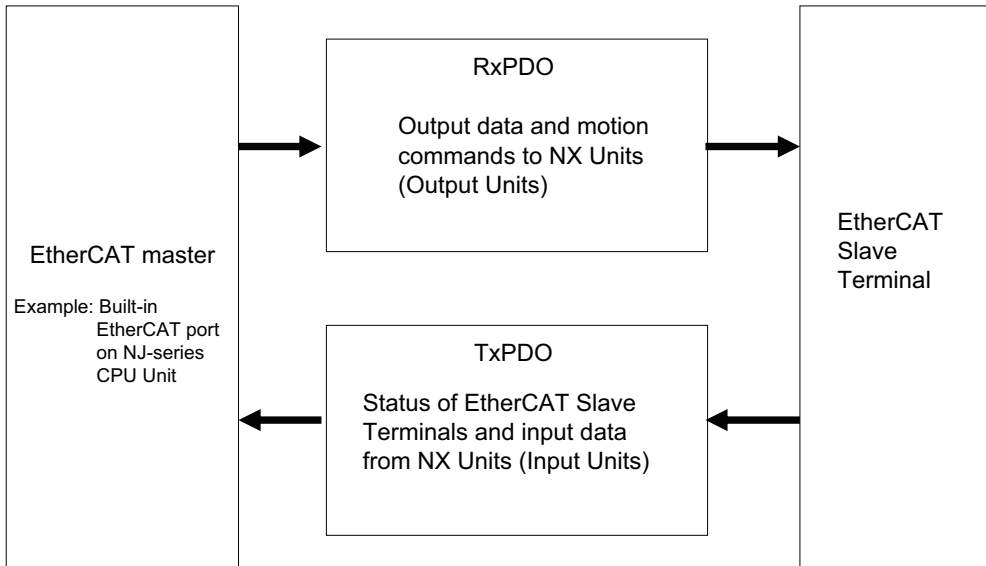 EtherCAT master
Example: Built-in
EtherCAT port
on NJ-series
CPU Unit
RxPDO
Output data and motion
commands to NX Units
(Output Units)
TxPDO
Status of EtherCAT Slave
Terminals and input data
from NX Units (Input Units)
EtherCAT
Slave
Terminal